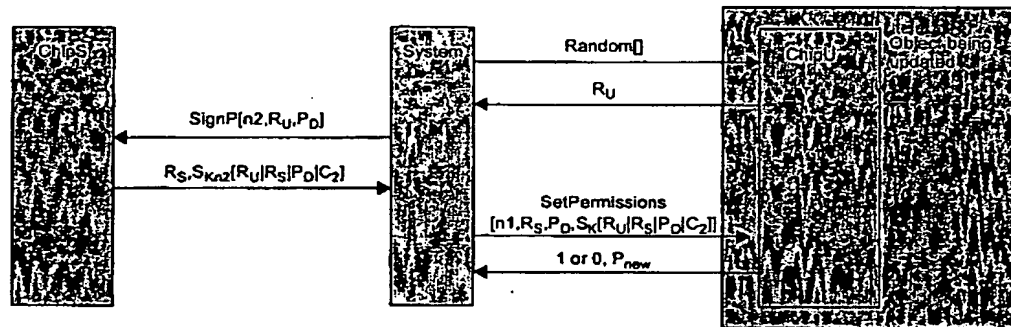 ChipS
System
ChipU
Object being
updated
Random[]
R_U
SignP[n2,R_U,P_D]
R_S,S_Kn2[R_U|R_S|P_D|C_2]
SetPermissions
[n1,R_S,P_D,S_K[R_U|R_S|P_D|C_2]]
1 or 0, P_new